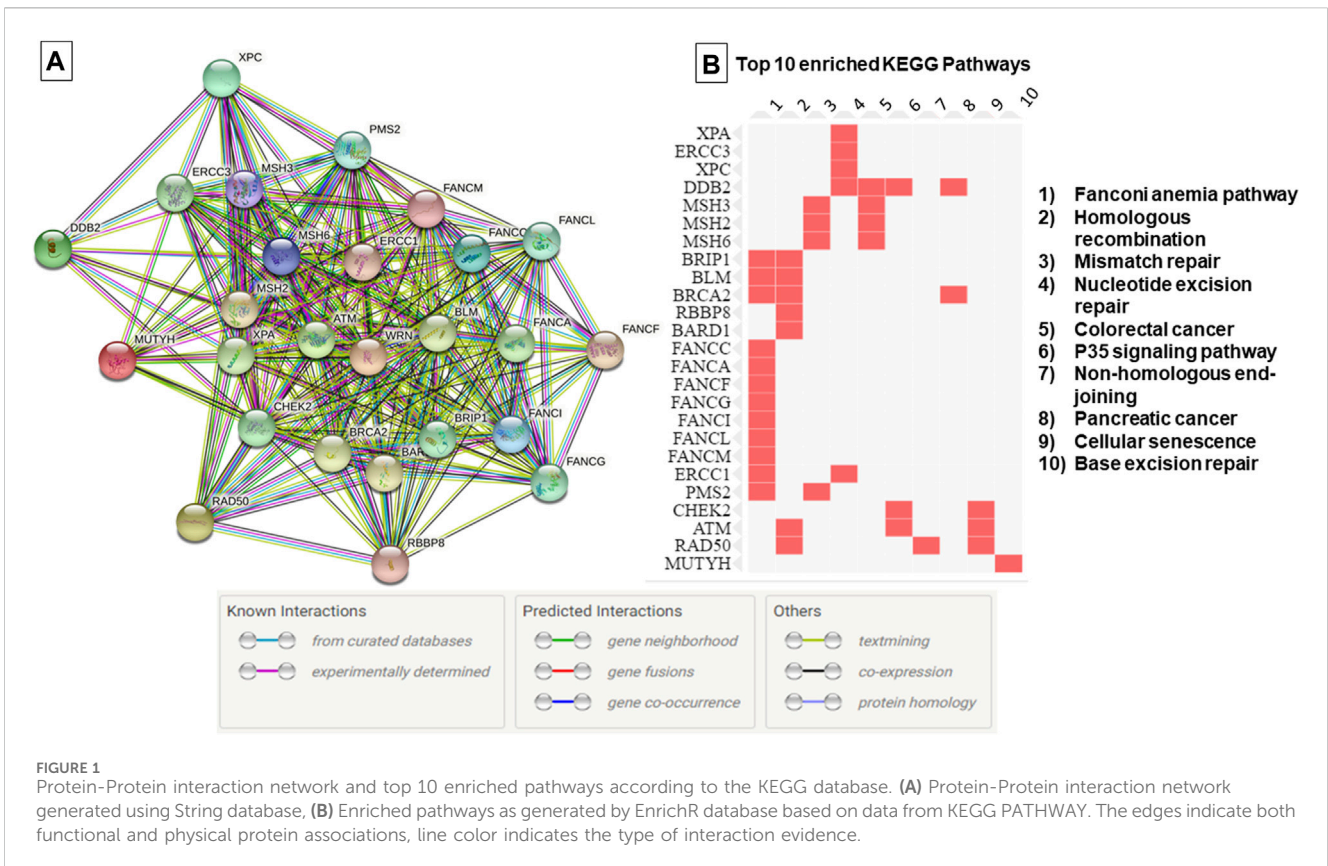 A
XPC
PMS2
ERCC3
MSH3
FANCM
FANCL
DDB2
MSH6
ERCC1
FANCC
MSH2
ATM
BLM
FANCA
FANCF
MUTYH
XPA
WRN
CHEK2
BRIP1
FANCI
BRCA2
BAR
FANCG
RAD50
RBBP8
B Top 10 enriched KEGG Pathways
1 2 3 4 5 6 7 8 9 10
XPA
ERCC3
XPC
DDB2
MSH3
MSH2
MSH6
BRIP1
BLM
BRCA2
RBBP8
BARD1
FANCC
FANCA
FANCF
FANCG
FANCI
FANCL
FANCM
ERCC1
PMS2
CHEK2
ATM
RAD50
MUTYH
1) Fanconi anemia pathway
2) Homologous
recombination
3) Mismatch repair
4) Nucleotide excision
repair
5) Colorectal cancer
6) P35 signaling pathway
7) Non-homologous end-
joining
8) Pancreatic cancer
9) Cellular senescence
10) Base excision repair
Known Interactions
from curated databases
experimentally determined
Predicted Interactions
gene neighborhood
gene fusions
gene co-occurrence
Others
textmining
co-expression
protein homology
FIGURE 1
Protein-Protein interaction network and top 10 enriched pathways according to the KEGG database. (A) Protein-Protein interaction network
generated using String database, (B) Enriched pathways as generated by EnrichR database based on data from KEGG PATHWAY. The edges indicate both
functional and physical protein associations, line color indicates the type of interaction evidence.